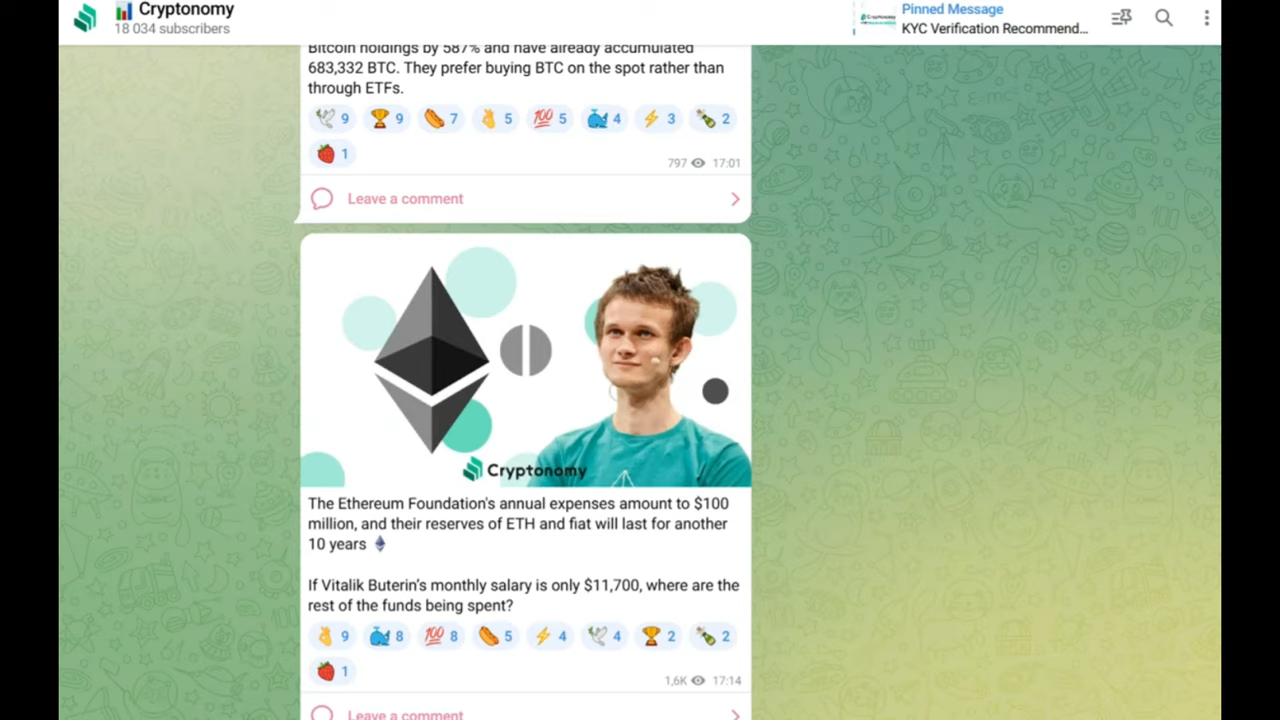 Cryptonomy
18 034 subscribers
Pinned Message
KYC Verification Recommend...
Bitcoin holdings by 587% and have already accumulated
683,332 BTC. They prefer buying BTC on the spot rather than
through ETFs.
9 9 7 5 💯 5 4 3 2
1
797 17:01
Leave a comment
Cryptonomy
The Ethereum Foundation's annual expenses amount to $100
million, and their reserves of ETH and fiat will last for another
10 years
If Vitalik Buterin's monthly salary is only $11,700, where are the
rest of the funds being spent?
9 8 💯 8 5 4 4 2 2
1
1,6K 17:14
Leave a comment